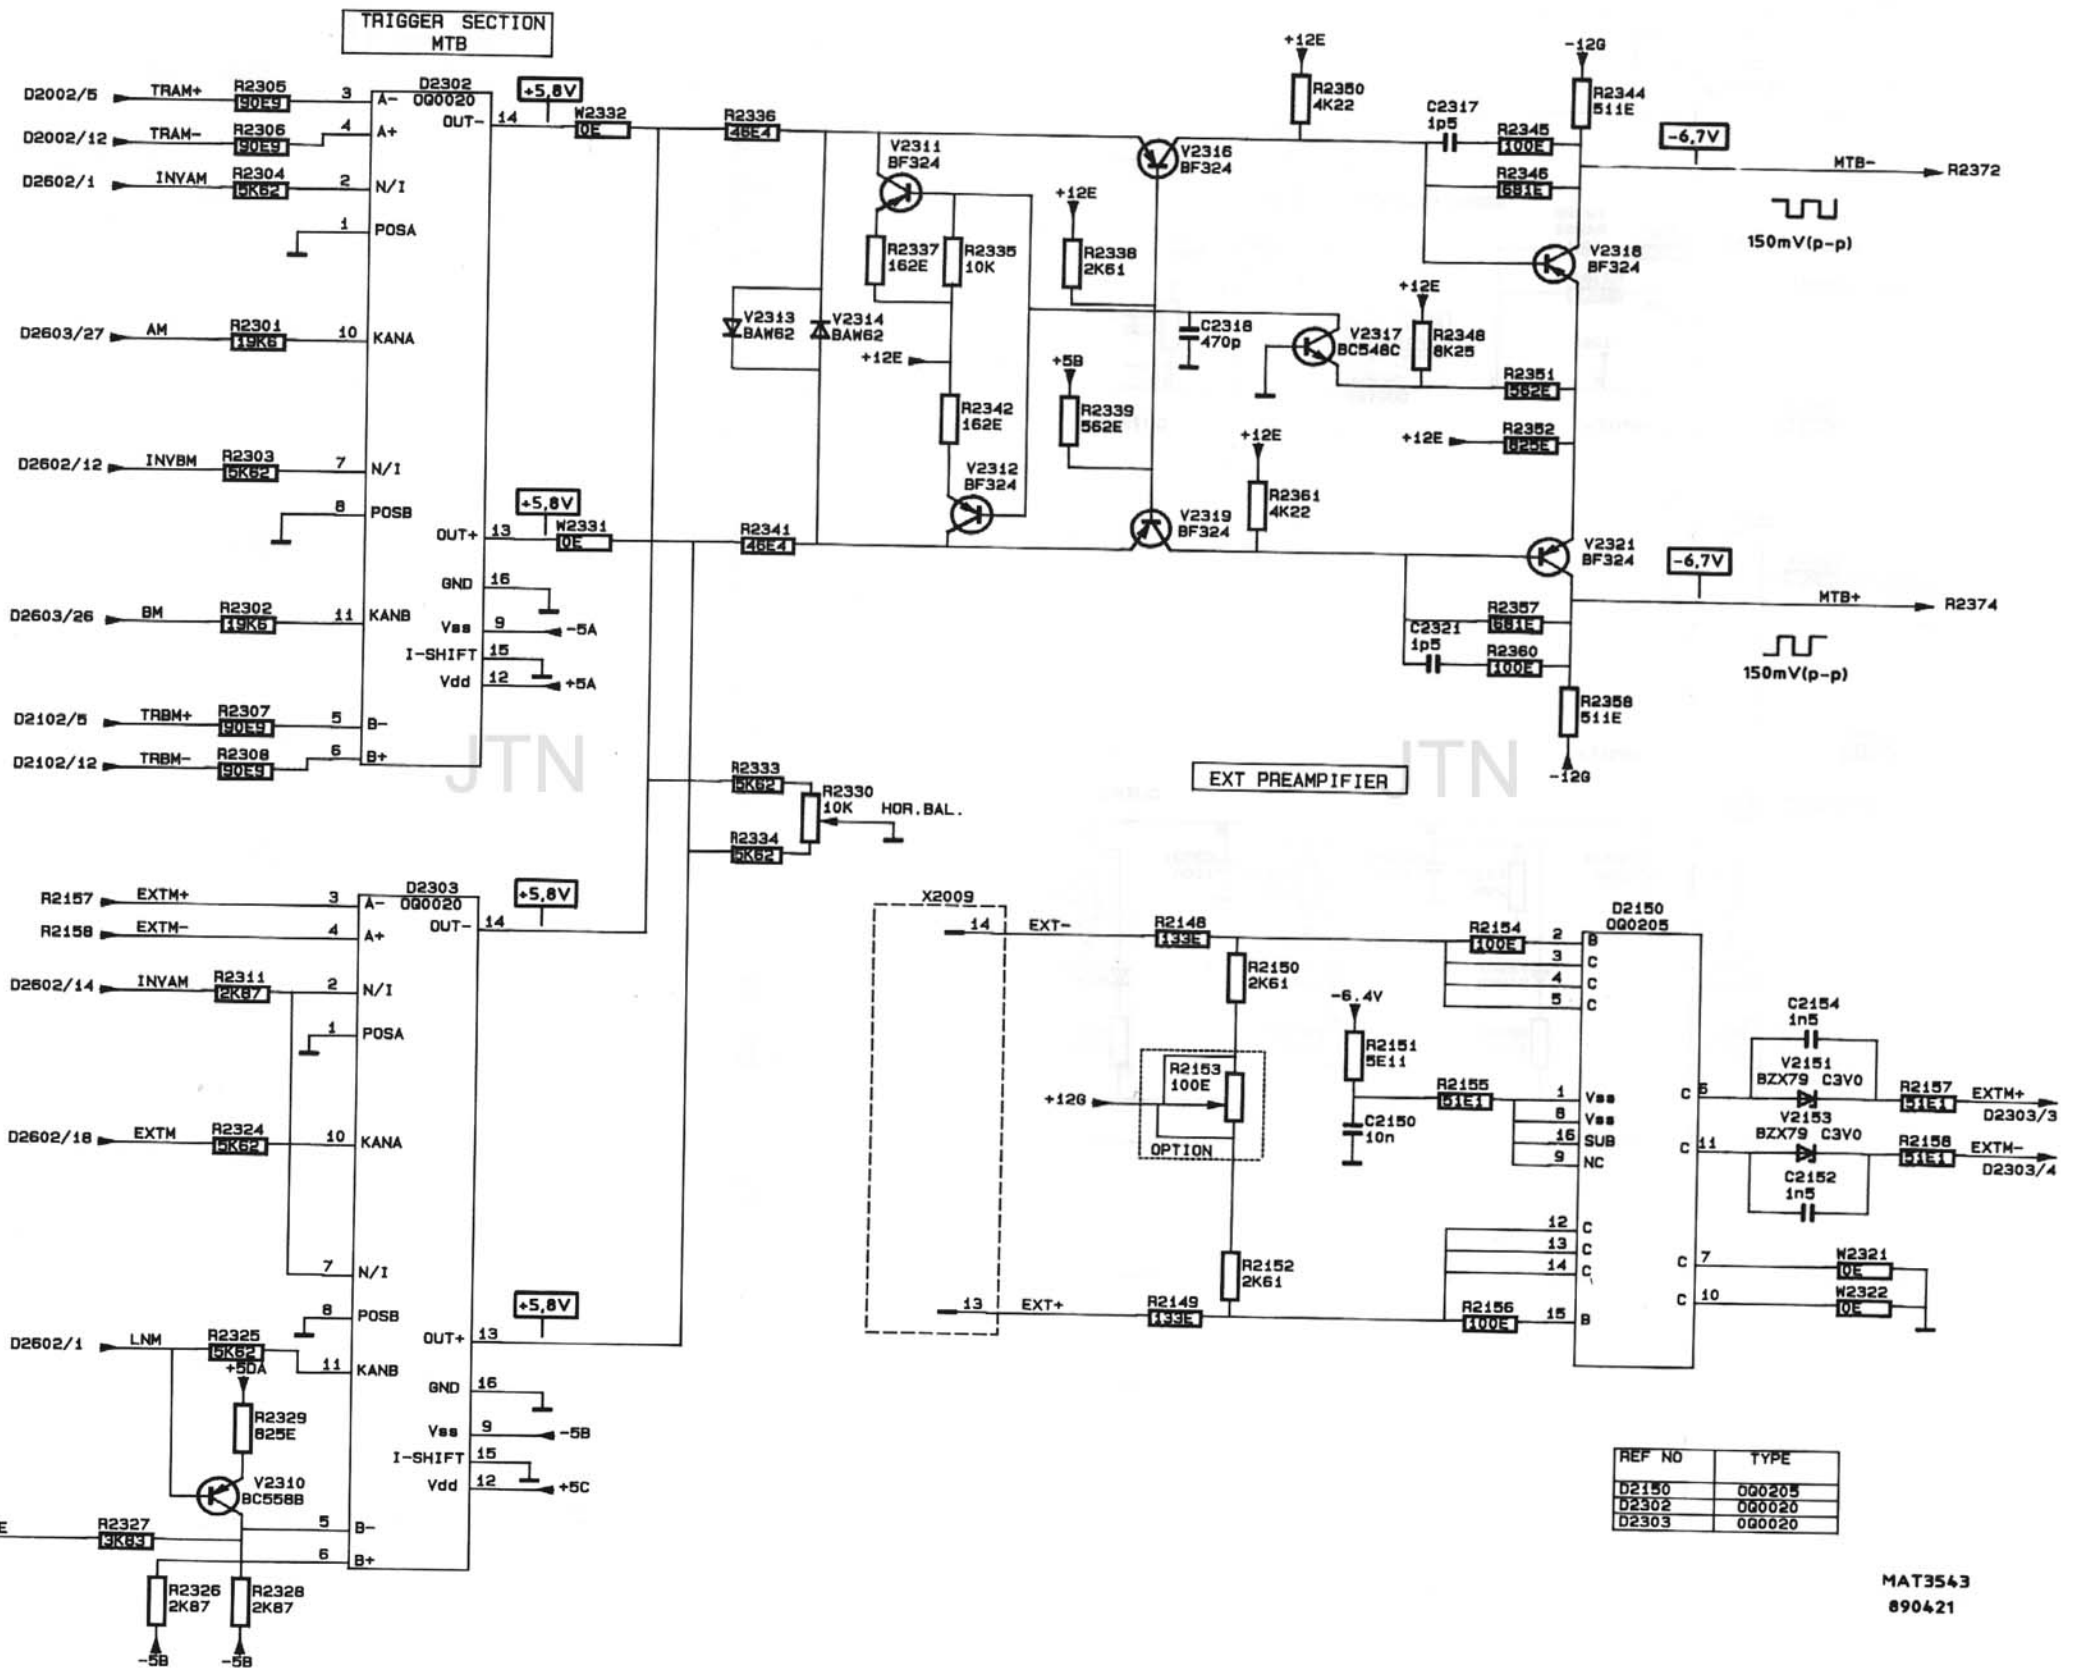 TRIGGER SECTION
MTB
D2002/5 TRAM+ R2305 90E9 3 A-
D2302
OQ0020
OUT- 14
+5,8V
W2332
0E
D2002/12 TRAM- R2306 90E9 4 A+
D2602/1 INVAM R2304 5K62 2 N/I
1 POSA
D2603/27 AM R2301 19K6 10 KANA
D2602/12 INVBM R2303 5K62 7 N/I
8 POSB
OUT+ 13
+5,8V
W2331
0E
GND 16
D2603/26 BM R2302 19K6 11 KANB
Vss 9 -5A
I-SHIFT 15
Vdd 12 +5A
D2102/5 TRBM+ R2307 90E9 5 B-
D2102/12 TRBM- R2308 90E9 6 B+
JTN
R2336
46E4
V2311
BF324
R2337
162E
R2335
10K
V2313
BAW62
V2314
BAW62
+12E
R2342
162E
V2312
BF324
R2341
46E4
+12E
R2338
2K61
+5B
R2339
562E
V2316
BF324
C2318
470p
V2319
BF324
+12E
R2350
4K22
V2317
BC548C
+12E
R2348
8K25
+12E
R2361
4K22
C2317
1p5
R2345
100E
R2346
681E
-12G
R2344
511E
-6,7V
MTB- R2372
150mV(p-p)
V2318
BF324
R2351
562E
+12E R2352
825E
V2321
BF324
-6,7V
MTB+ R2374
150mV(p-p)
R2357
681E
C2321
1p5
R2360
100E
R2358
511E
-12G
R2333
5K62
R2330
10K
HOR.BAL.
R2334
5K62
EXT PREAMPIFIER
JTN
R2157 EXTM+ 3 A-
D2303
OQ0020
OUT- 14
+5,8V
R2158 EXTM- 4 A+
D2602/14 INVAM R2311 2K87 2 N/I
1 POSA
D2602/18 EXTM R2324 5K62 10 KANA
7 N/I
8 POSB
+5,8V
OUT+ 13
D2602/1 LNM R2325 5K62 11 KANB
+5DA
GND 16
R2329
825E
Vss 9 -5B
I-SHIFT 15
Vdd 12 +5C
V2310
BC558B
E R2327
3K83
5 B-
6 B+
R2326
2K87
R2328
2K87
-5B
-5B
X2009
14 EXT- R2148
133E
R2150
2K61
-6.4V
R2151
5E11
R2153
100E
+12G
OPTION
C2150
10n
R2152
2K61
13 EXT+ R2149
133E
R2154
100E
D2150
OQ0205
2 B
3 C
4 C
5 C
R2155
51E1
1 Vss
8 Vss
16 SUB
9 NC
12 C
13 C
14 C
R2156
100E
15 B
C2154
1n5
V2151
BZX79 C3V0
C 6
R2157
51E1
EXTM+
D2303/3
V2153
BZX79 C3V0
C 11
R2158
51E1
EXTM-
D2303/4
C2152
1n5
C 7
W2321
0E
C 10
W2322
0E
REF NO TYPE
D2150 OQ0205
D2302 OQ0020
D2303 OQ0020
MAT3543
890421